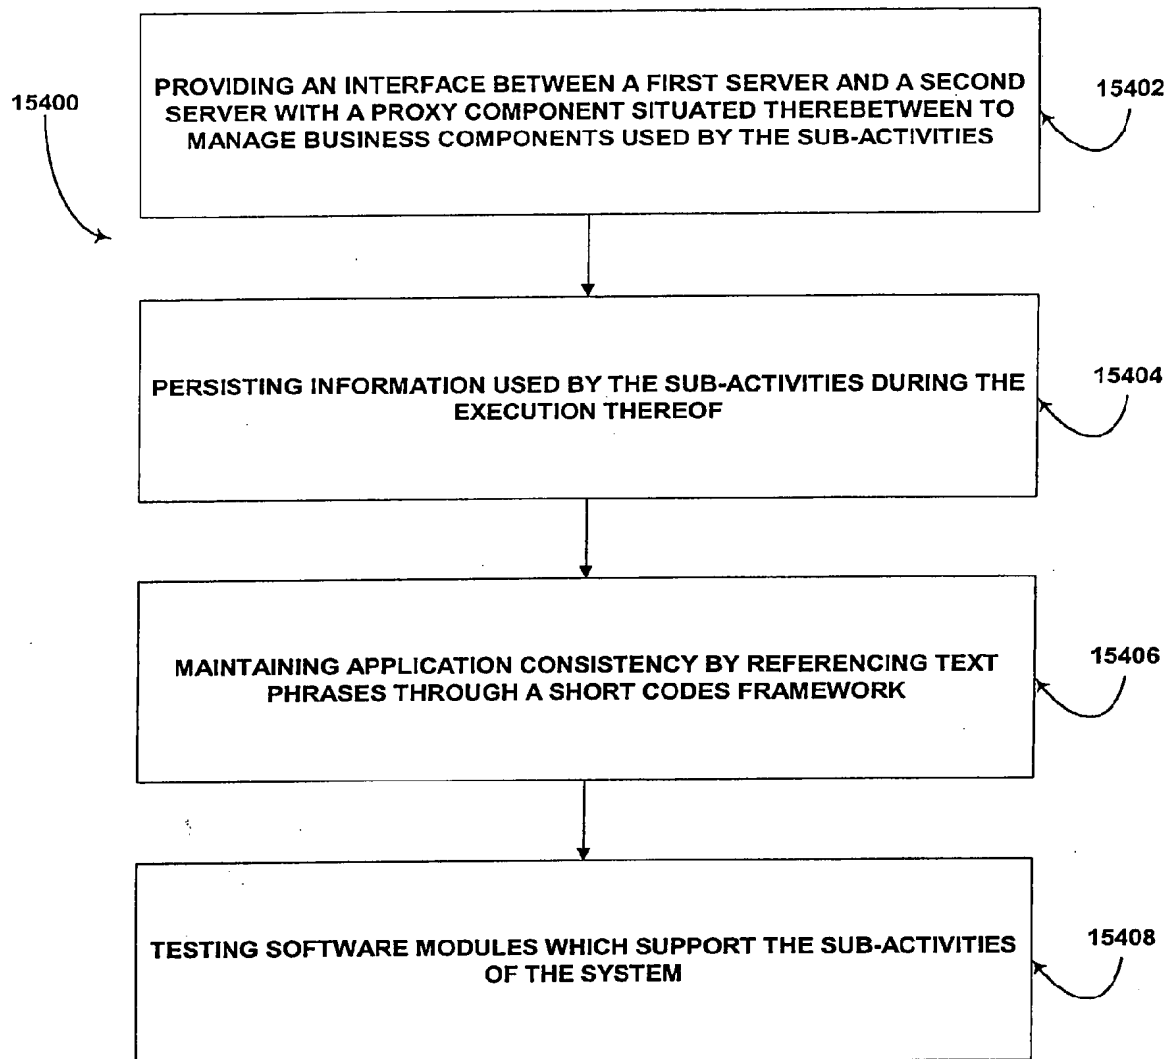 15400
PROVIDING AN INTERFACE BETWEEN A FIRST SERVER AND A SECOND
SERVER WITH A PROXY COMPONENT SITUATED THEREBETWEEN TO
MANAGE BUSINESS COMPONENTS USED BY THE SUB-ACTIVITIES
15402
PERSISTING INFORMATION USED BY THE SUB-ACTIVITIES DURING THE
EXECUTION THEREOF
15404
MAINTAINING APPLICATION CONSISTENCY BY REFERENCING TEXT
PHRASES THROUGH A SHORT CODES FRAMEWORK
15406
TESTING SOFTWARE MODULES WHICH SUPPORT THE SUB-ACTIVITIES
OF THE SYSTEM
15408